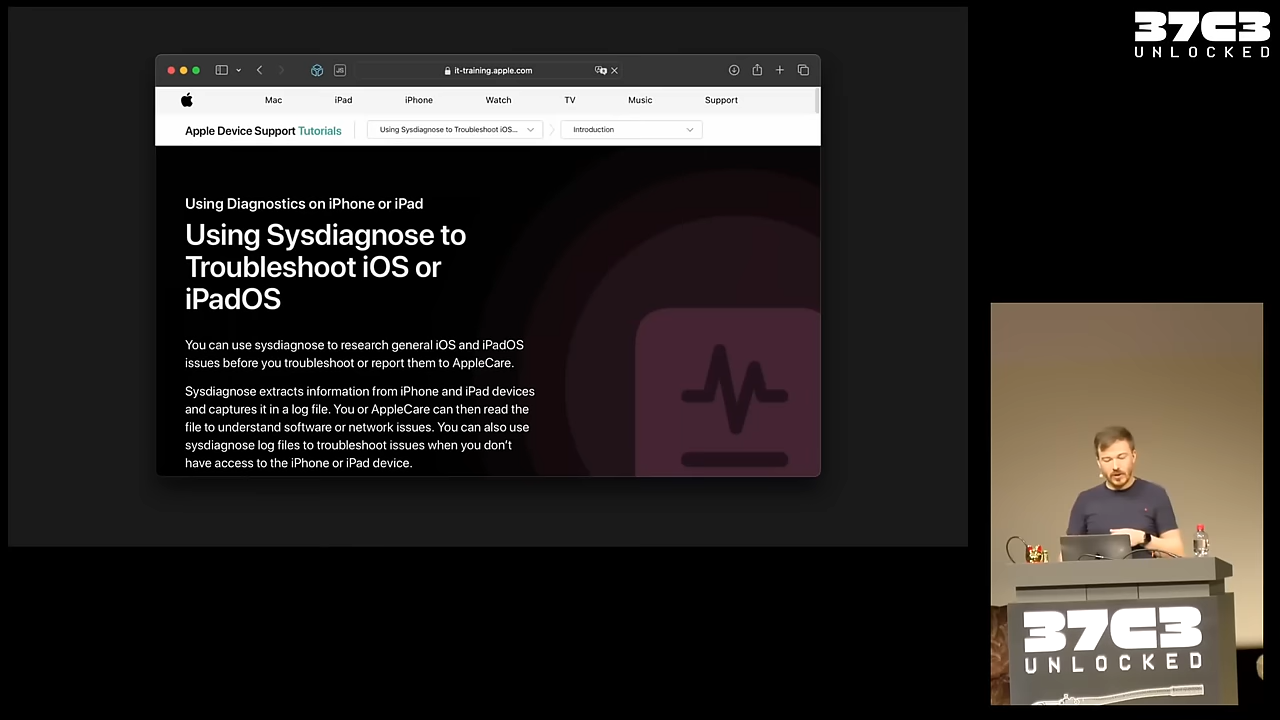 37C3
UNLOCKED
it-training.apple.com
Mac
iPad
iPhone
Watch
TV
Music
Support
Apple Device Support Tutorials
Using Sysdiagnose to Troubleshoot iOS...
Introduction
Using Diagnostics on iPhone or iPad
Using Sysdiagnose to
Troubleshoot iOS or
iPadOS
You can use sysdiagnose to research general iOS and iPadOS
issues before you troubleshoot or report them to AppleCare.
Sysdiagnose extracts information from iPhone and iPad devices
and captures it in a log file. You or AppleCare can then read the
file to understand software or network issues. You can also use
sysdiagnose log files to troubleshoot issues when you don't
have access to the iPhone or iPad device.
37C3
UNLOCKED